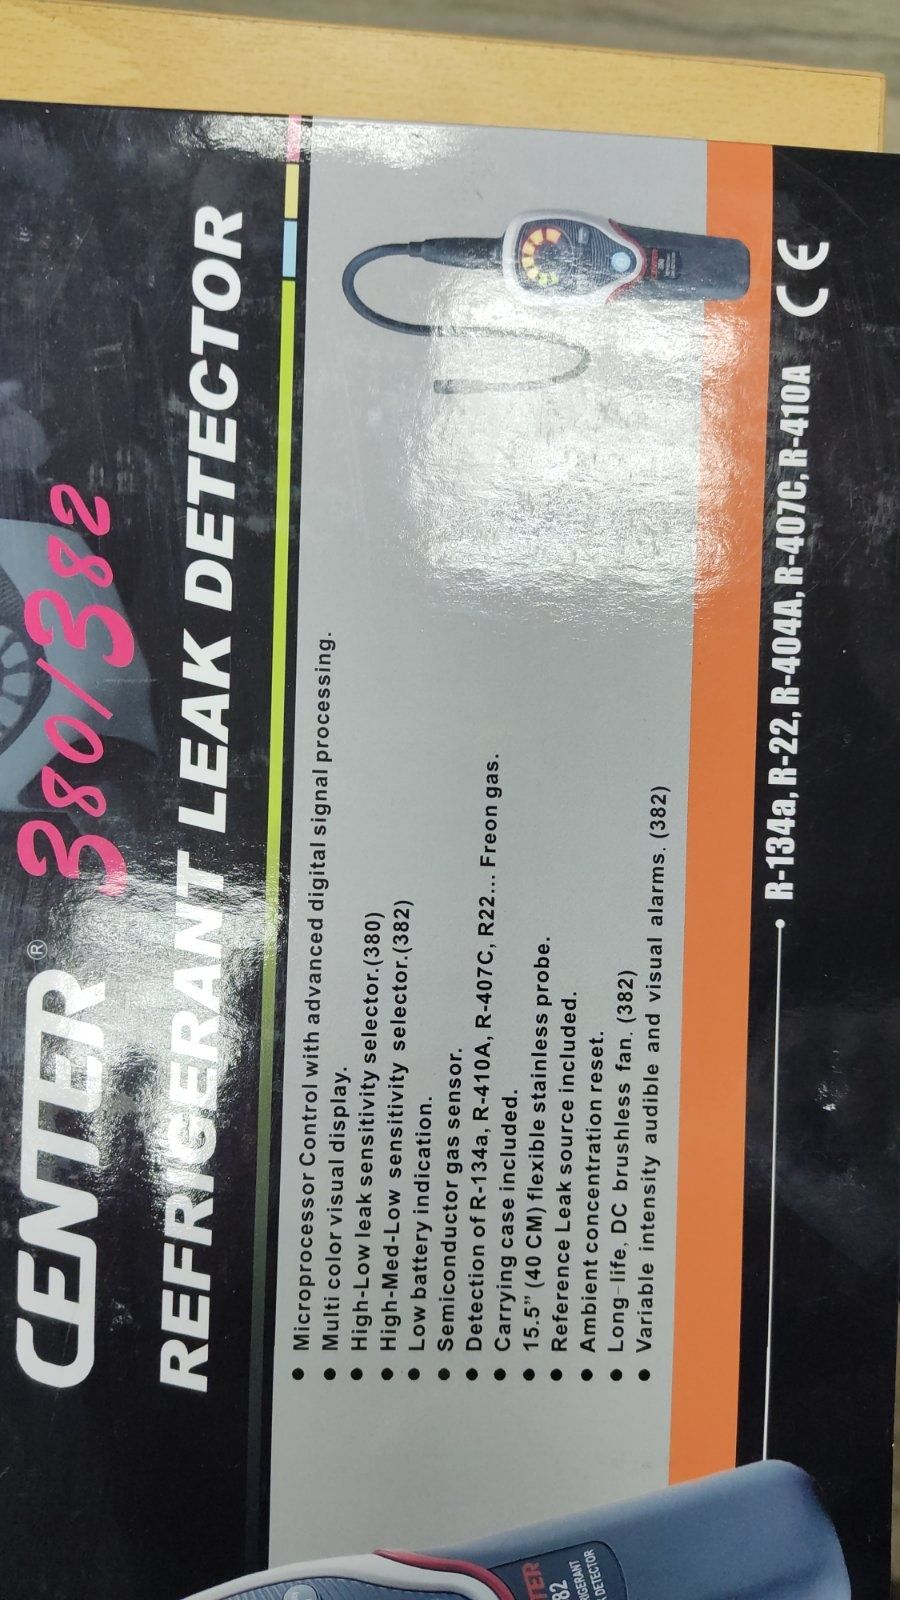 CENTER® 380/382
REFRIGERANT LEAK DETECTOR
• Microprocessor Control with advanced digital signal processing.
• Multi color visual display.
• High-Low leak sensitivity selector.(380)
• High-Med-Low sensitivity selector.(382)
• Low battery indication.
• Semiconductor gas sensor.
• Detection of R-134a, R-410A, R-407C, R22... Freon gas.
• Carrying case included.
• 15.5” (40 CM) flexible stainless probe.
• Reference Leak source included.
• Ambient concentration reset.
• Long-life, DC brushless fan. (382)
• Variable intensity audible and visual alarms. (382)
• R-134a, R-22, R-404A, R-407C, R-410A CE
TER
82
IGERANT
DETECTOR